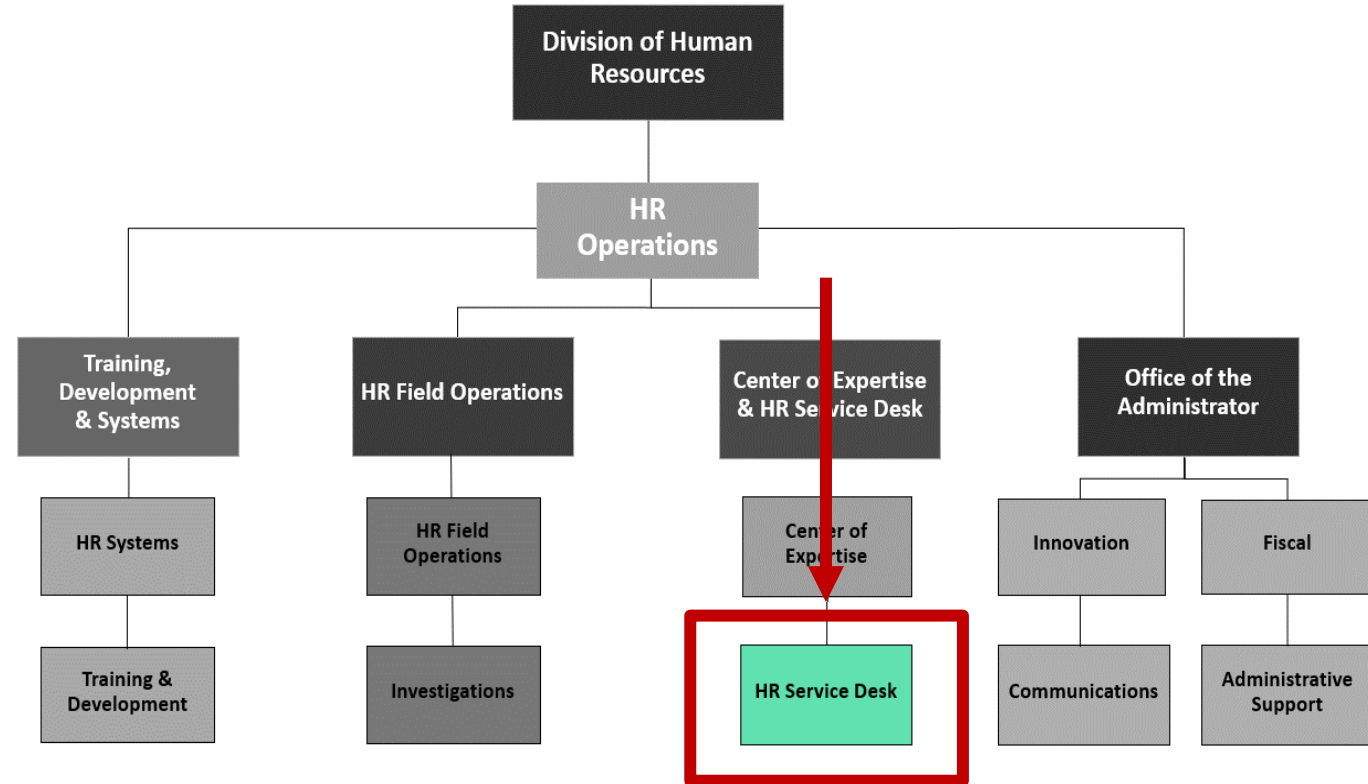 Division of Human
Resources
HR
Operations
Training,
Development
& Systems
HR Field Operations
Center of Expertise
& HR Service Desk
Office of the
Administrator
HR Systems
HR Field
Operations
Center of
Expertise
Innovation
Fiscal
Training &
Development
Investigations
HR Service Desk
Communications
Administrative
Support